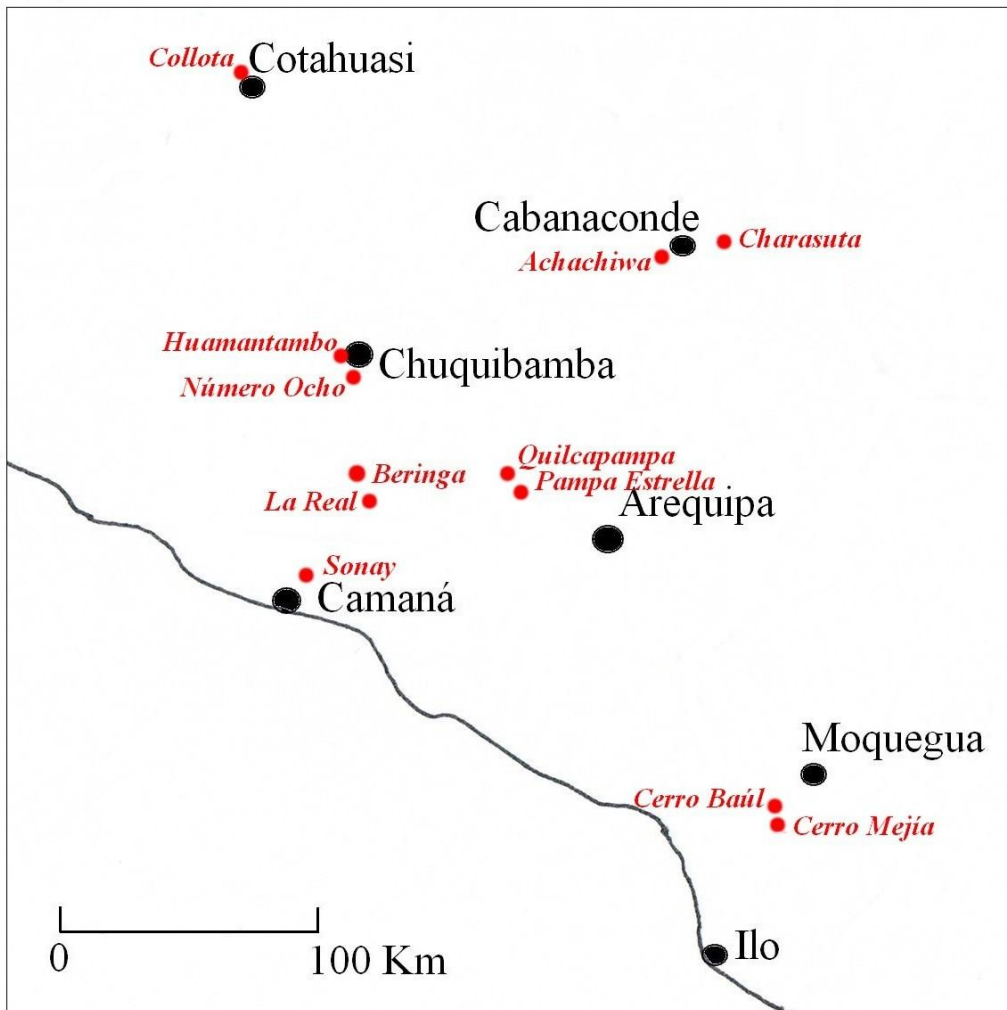 Collota
Cotahuasi
Cabanaconde
Charasuta
Achachiwa
Huamantambo
Chuquibamba
Número Ocho
Quilcapampa
Beringa
Pampa Estrella
La Real
Arequipa
Sonay
Camaná
Moquegua
Cerro Baúl
Cerro Mejía
Ilo
0 100 Km